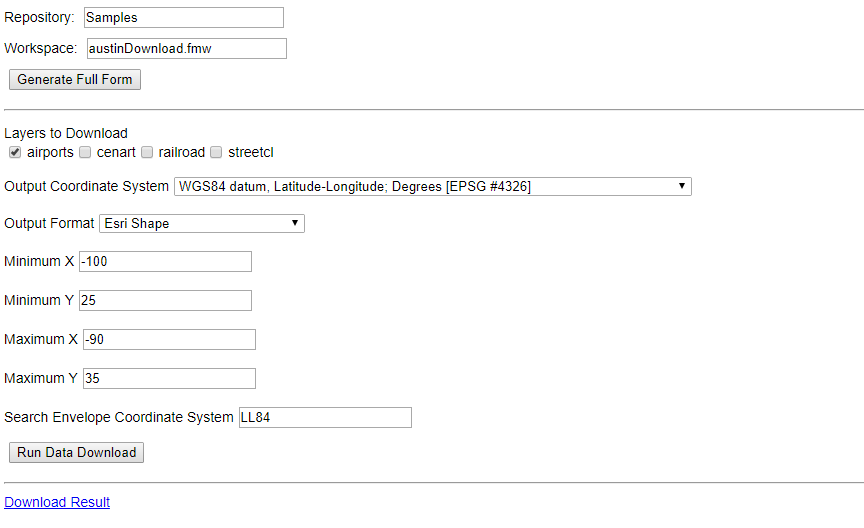 Repository: Samples
Workspace: austinDownload.fmw
Generate Full Form
Layers to Download
airports cenart railroad streetcl
Output Coordinate System WGS84 datum, Latitude-Longitude; Degrees [EPSG #4326]
Output Format Esri Shape
Minimum X -100
Minimum Y 25
Maximum X -90
Maximum Y 35
Search Envelope Coordinate System LL84
Run Data Download
Download Result